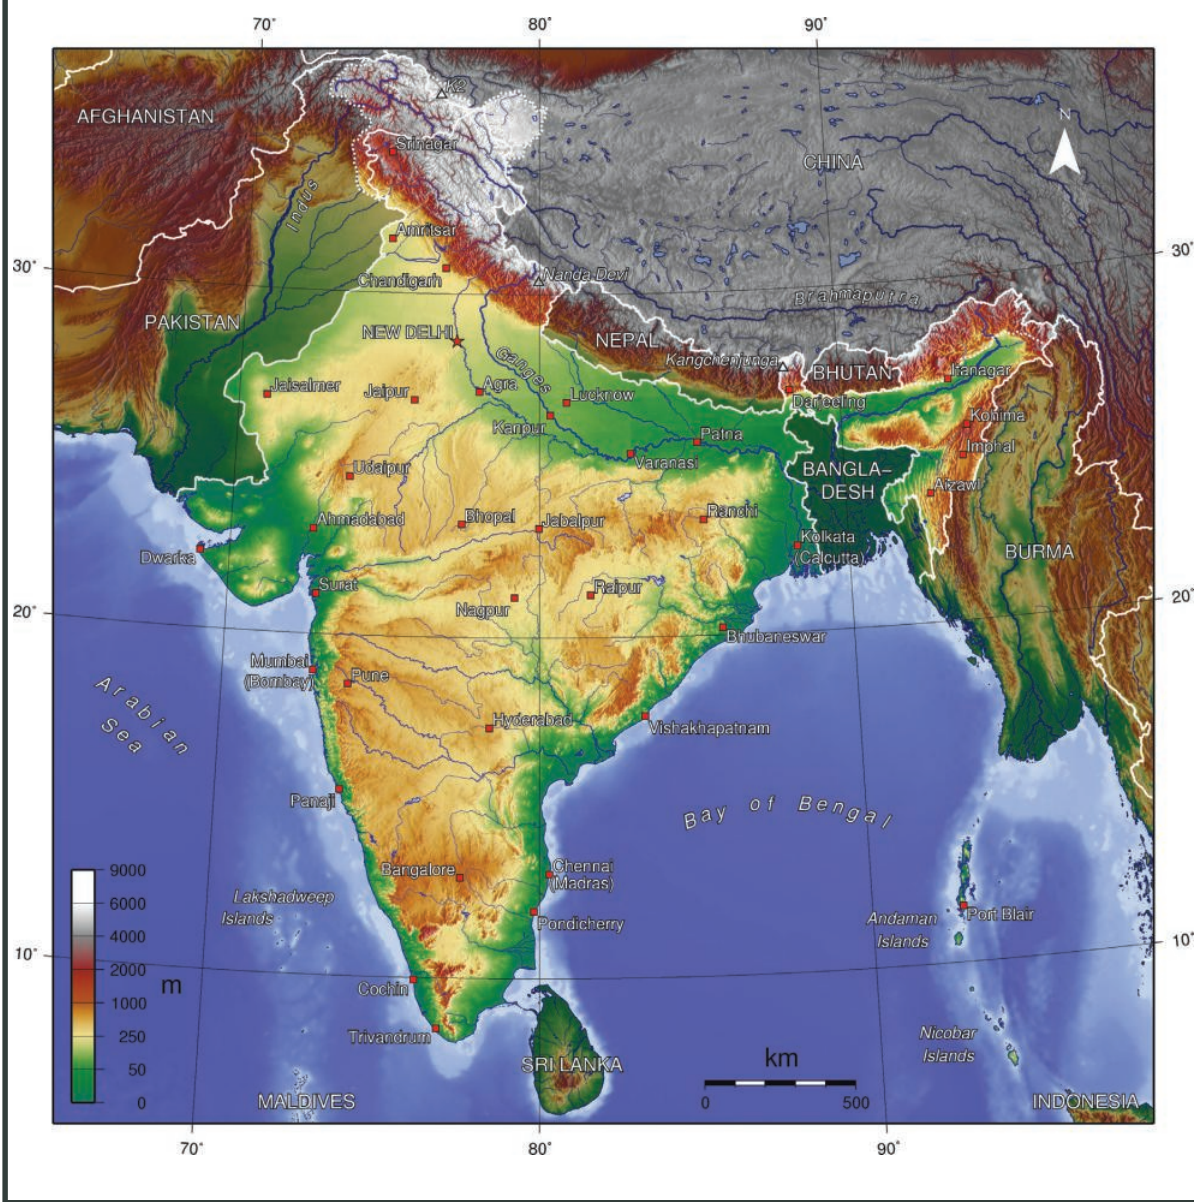 70°
80°
90°
K2
AFGHANISTAN
N
Srinagar
CHINA
Indus
Amritsar
30°
30°
Chandigarh
Nanda Devi
Brahmaputra
PAKISTAN
NEW DELHI
NEPAL
Ganges
Kangchenjunga
BHUTAN
Itanagar
Jaisalmer
Jaipur
Agra
Lucknow
Darjeeling
Kohima
Kanpur
Patna
Imphal
Udaipur
Varanasi
BANGLA-
DESH
Aizawl
Ahmadabad
Bhopal
Jabalpur
Ranchi
Dwarka
Kolkata
(Calcutta)
BURMA
Surat
Nagpur
Raipur
20°
20°
Bhubaneswar
Mumbai
(Bombay)
Pune
Arabian
Sea
Hyderabad
Vishakhapatnam
Panaji
Bay of Bengal
Bangalore
Chennai
(Madras)
9000
6000
4000
2000
1000
250
50
0
m
Lakshadweep
Islands
Pondicherry
Andaman
Islands
Port Blair
10°
10°
Cochin
Trivandrum
Nicobar
Islands
SRI LANKA
km
0
500
MALDIVES
INDONESIA
70°
80°
90°